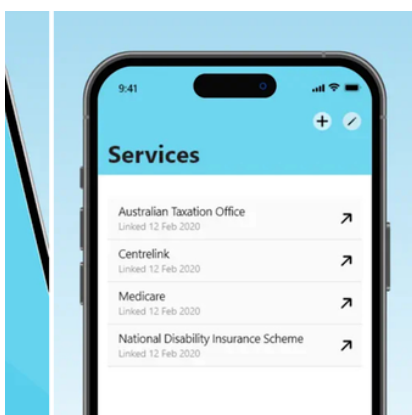 9:41
Services
Australian Taxation Office
Linked 12 Feb 2020
Centrelink
Linked 12 Feb 2020
Medicare
Linked 12 Feb 2020
National Disability Insurance Scheme
Linked 12 Feb 2020